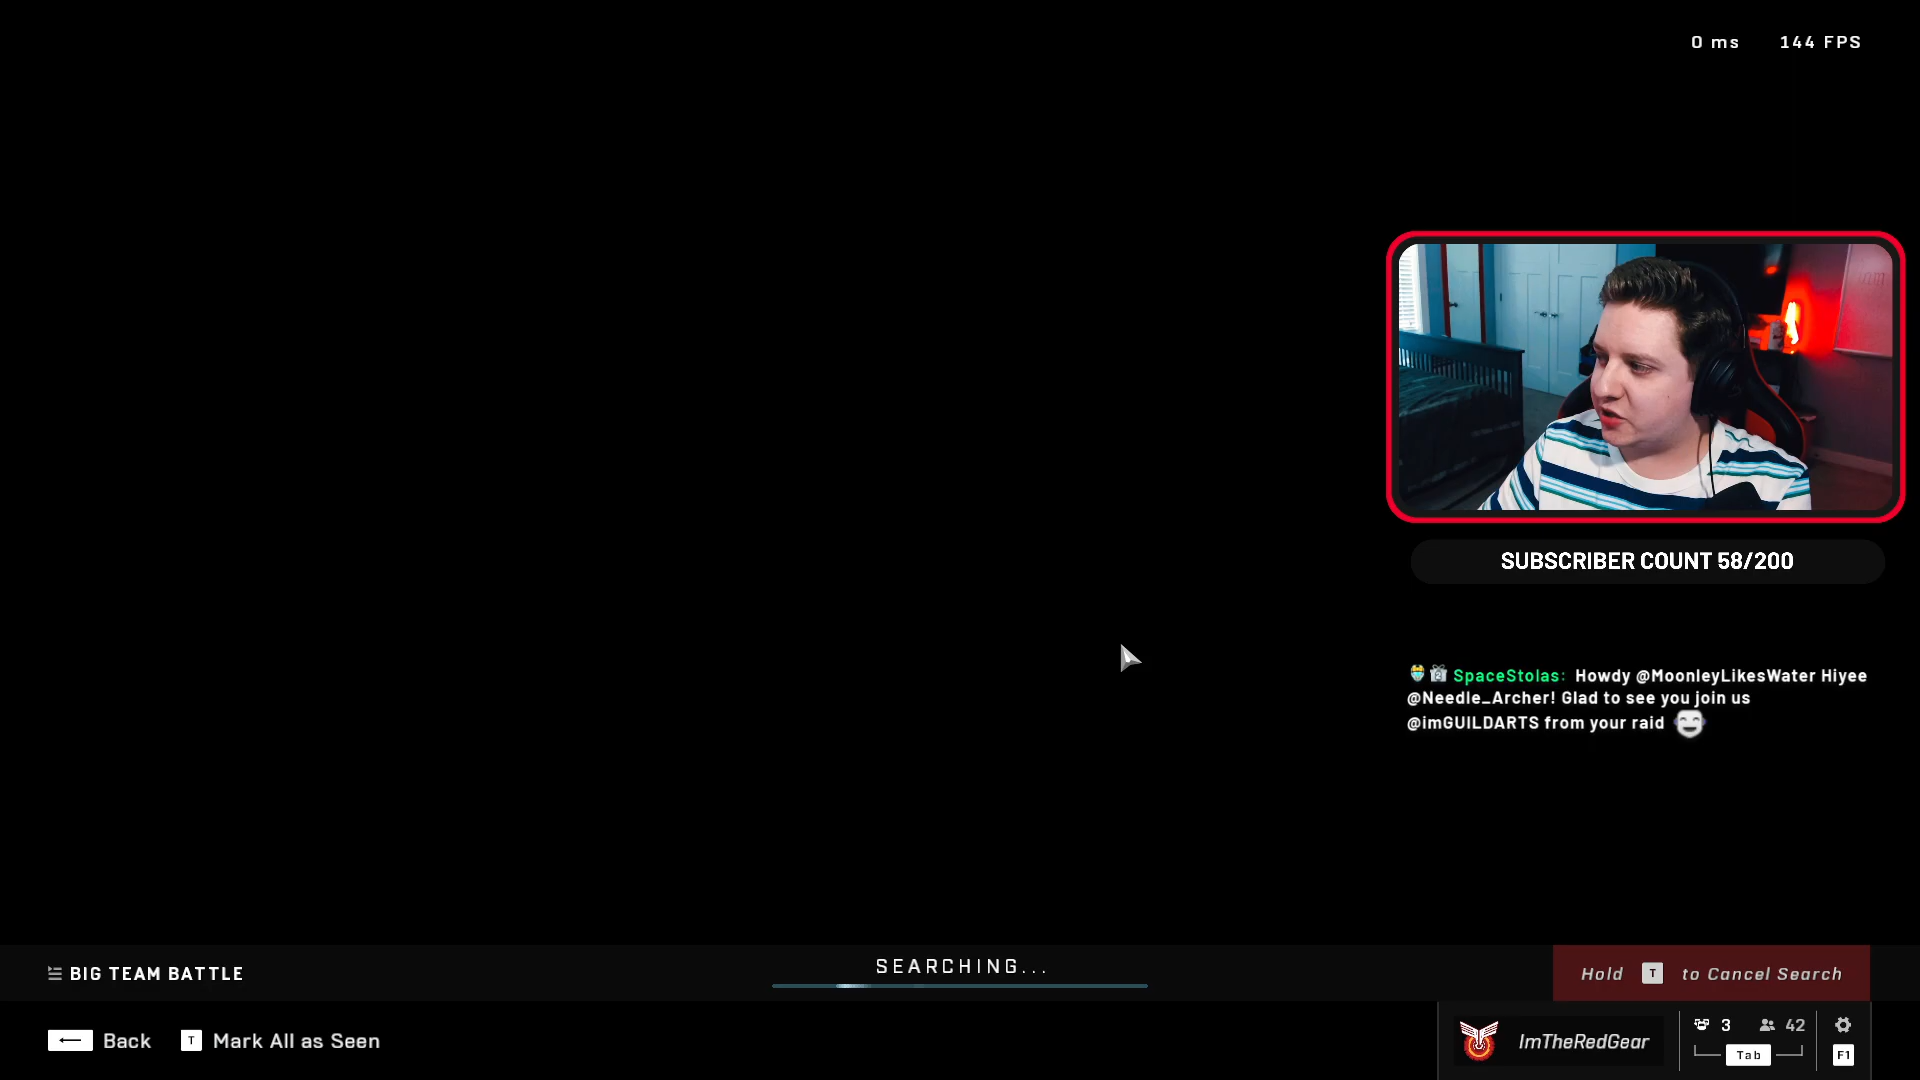 0 ms 144 FPS
SUBSCRIBER COUNT 58/200
SpaceStolas: Howdy @MoonleyLikesWater Hiyee
@Needle_Archer! Glad to see you join us
@imGUILDARTS from your raid
BIG TEAM BATTLE
SEARCHING...
Hold T to Cancel Search
Back T Mark All as Seen
ImTheRedGear
3 42
Tab
F1